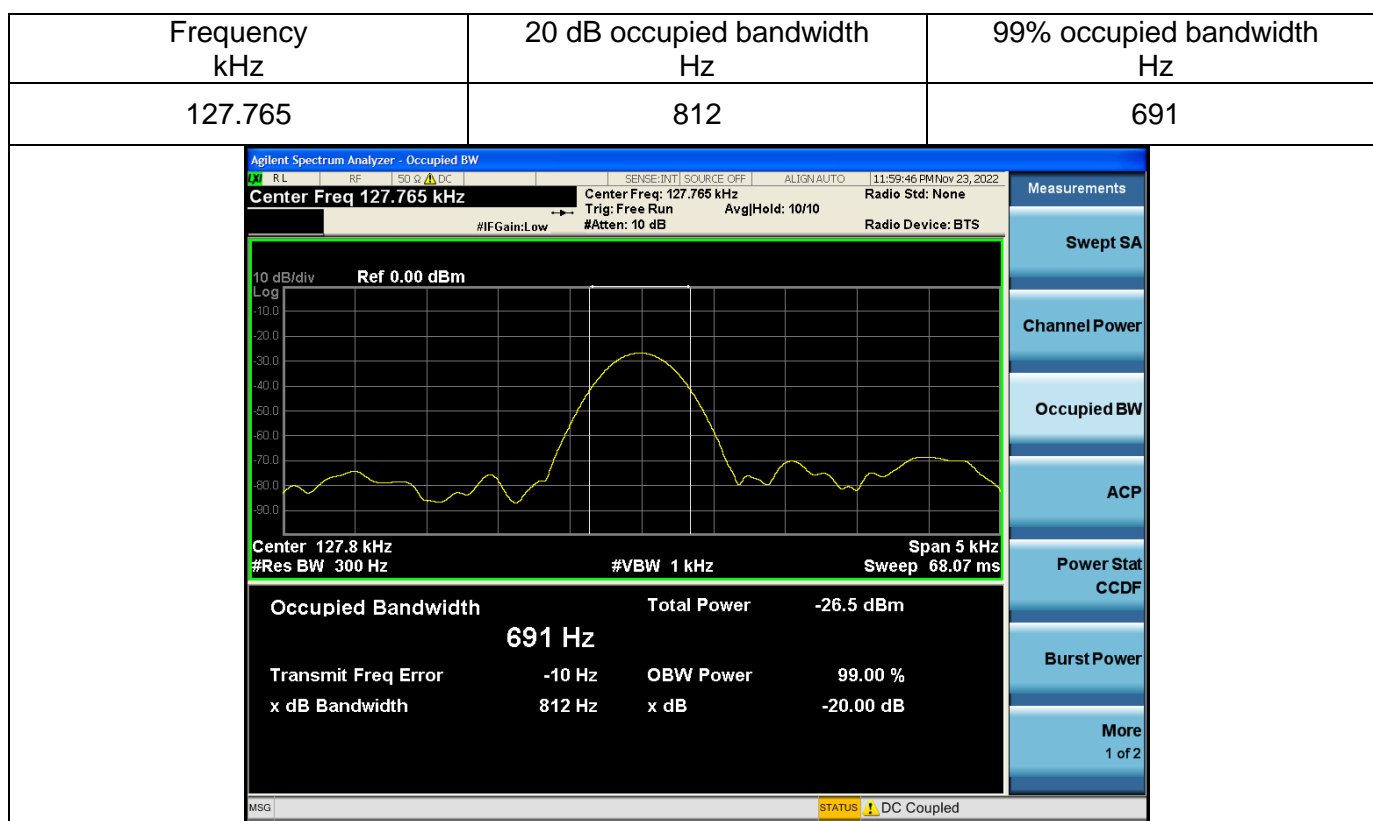 Frequency kHz 20 dB occupied bandwidth Hz 99% occupied bandwidth Hz
127.765 812 691
Agilent Spectrum Analyzer - Occupied BW
LXI RL RF 50 Ω DC SENSE:INT SOURCE OFF ALIGN AUTO 11:59:46 PM Nov 23, 2022
Center Freq 127.765 kHz Center Freq: 127.765 kHz Radio Std: None
Trig: Free Run Avg|Hold: 10/10
#IFGain:Low #Atten: 10 dB Radio Device: BTS
10 dB/div Ref 0.00 dBm
Log
-10.0
-20.0
-30.0
-40.0
-50.0
-60.0
-70.0
-80.0
-90.0
Center 127.8 kHz Span 5 kHz
#Res BW 300 Hz #VBW 1 kHz Sweep 68.07 ms
Occupied Bandwidth Total Power -26.5 dBm
691 Hz
Transmit Freq Error -10 Hz OBW Power 99.00 %
x dB Bandwidth 812 Hz x dB -20.00 dB
Measurements
Swept SA
Channel Power
Occupied BW
ACP
Power Stat
CCDF
Burst Power
More
1 of 2
MSG STATUS DC Coupled